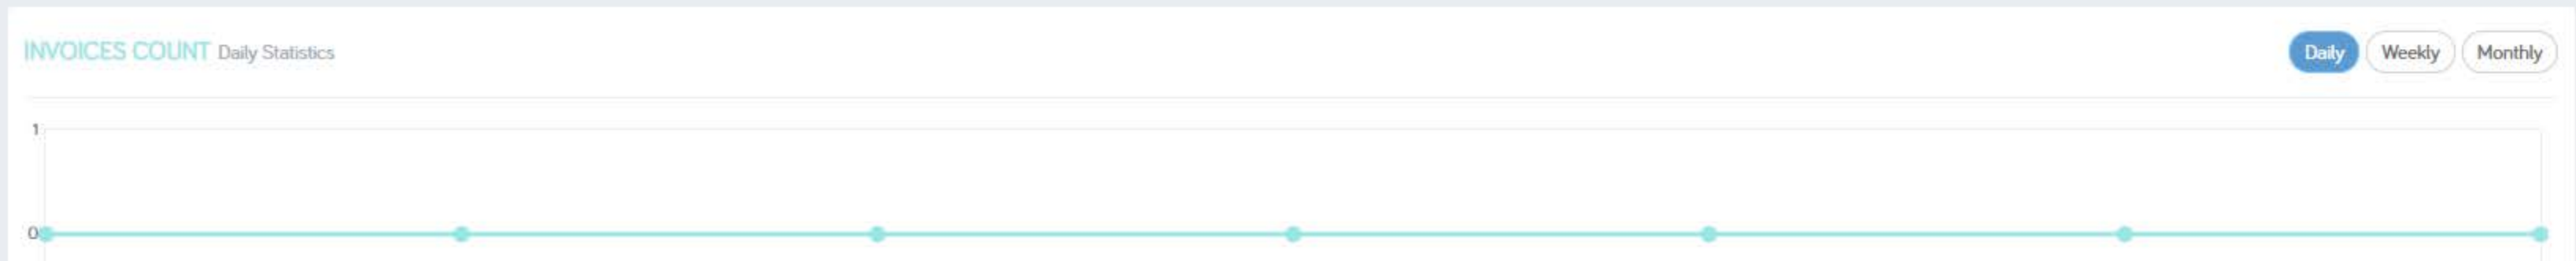 INVOICES COUNT Daily Statistics
Daily Weekly Monthly
1
0